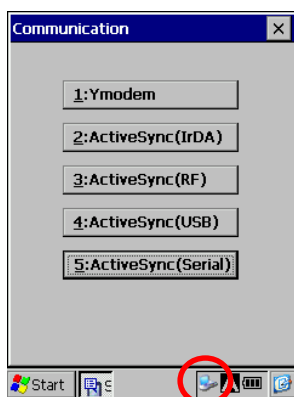 Communication
1:Ymodem
2:ActiveSync(IrDA)
3:ActiveSync(RF)
4:ActiveSync(USB)
5:ActiveSync(Serial)
Start